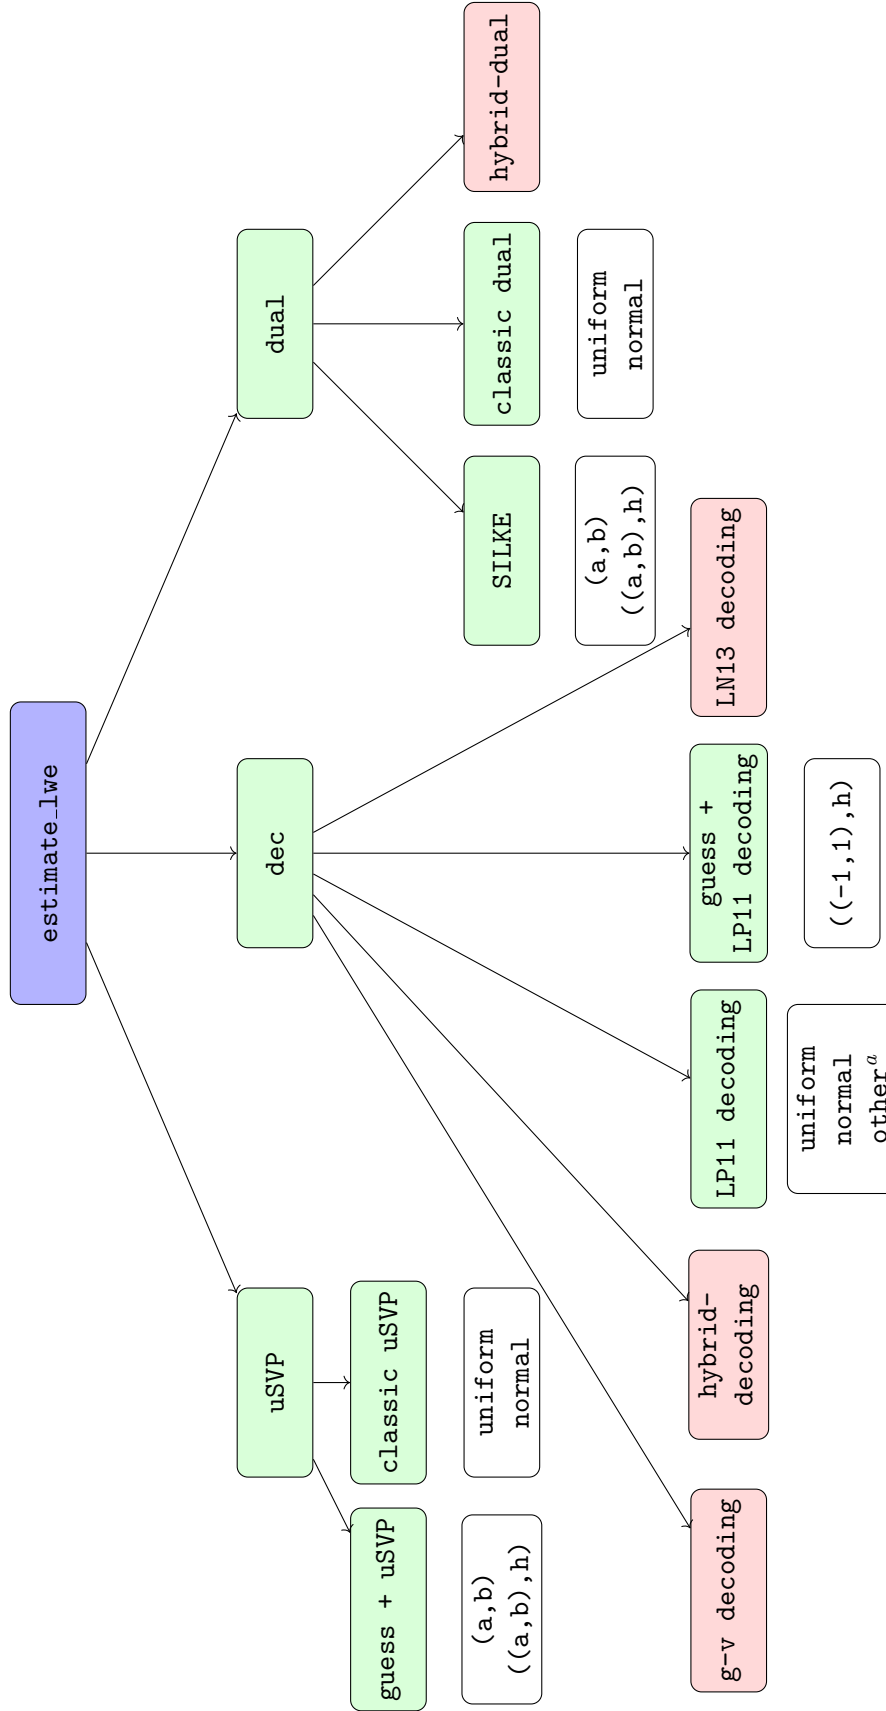 estimate_lwe
uSVP
dec
dual
guess + uSVP
classic uSVP
(a,b)
((a,b),h)
uniform
normal
SILKE
classic dual
hybrid-dual
(a,b)
((a,b),h)
uniform
normal
g-v decoding
hybrid-
decoding
LP11 decoding
guess +
LP11 decoding
LN13 decoding
uniform
normal
other^a
((-1,1),h)